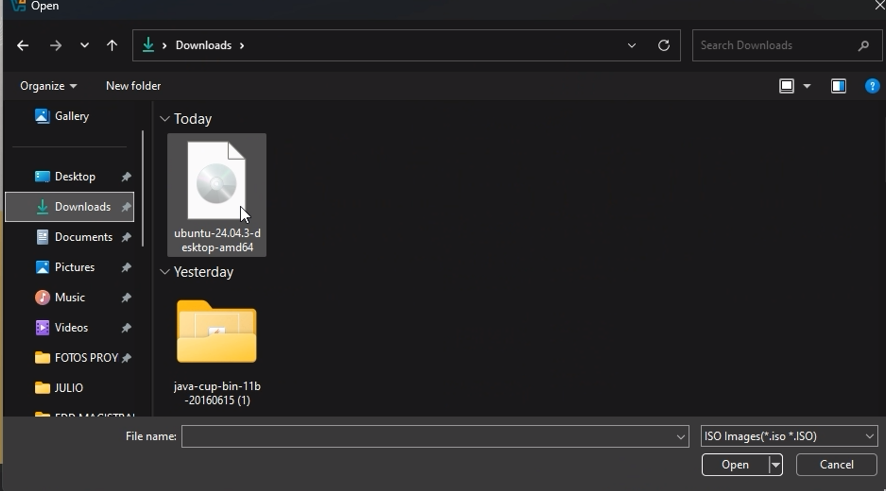 Open
Downloads
Search Downloads
Organize
New folder
Gallery
Desktop
Downloads
Documents
Pictures
Music
Videos
FOTOS PROY
JULIO
Today
ubuntu-24.04.3-d
esktop-amd64
Yesterday
java-cup-bin-11b
-20160615 (1)
File name:
ISO Images(*.iso *.ISO)
Open
Cancel